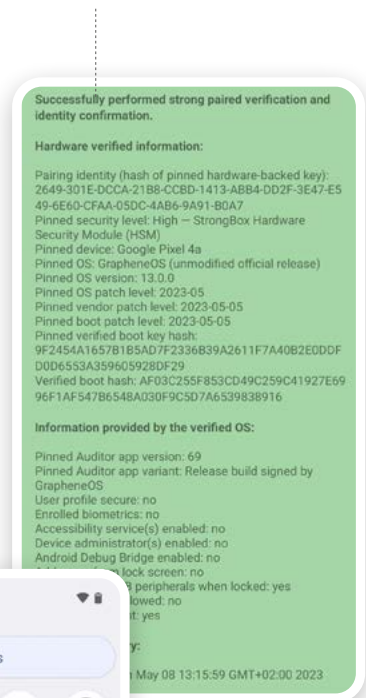 Successfully performed strong paired verification and
identity confirmation.
Hardware verified information:
Pairing identity (hash of pinned hardware-backed key):
2649-301E-DCCA-21B8-CCBD-1413-ABB4-DD2F-3E47-E5
49-6E60-CFAA-05DC-4AB6-9A91-B0A7
Pinned security level: High — StrongBox Hardware
Security Module (HSM)
Pinned device: Google Pixel 4a
Pinned OS: GrapheneOS (unmodified official release)
Pinned OS version: 13.0.0
Pinned OS patch level: 2023-05
Pinned vendor patch level: 2023-05-05
Pinned boot patch level: 2023-05-05
Pinned verified boot key hash:
9F2454A1657B1B5AD7F2336B39A2611F7A40B2E0DDF
D0D6553A359605928DF29
Verified boot hash: AF03C255F853CD49C259C41927E69
96F1AF547B6548A030F9C5D7A6539838916
Information provided by the verified OS:
Pinned Auditor app version: 69
Pinned Auditor app variant: Release build signed by
GrapheneOS
User profile secure: no
Enrolled biometrics: no
Accessibility service(s) enabled: no
Device administrator(s) enabled: no
Android Debug Bridge enabled: no
lock screen: no
peripherals when locked: yes
lowed: no
yes
May 08 13:15:59 GMT+02:00 2023